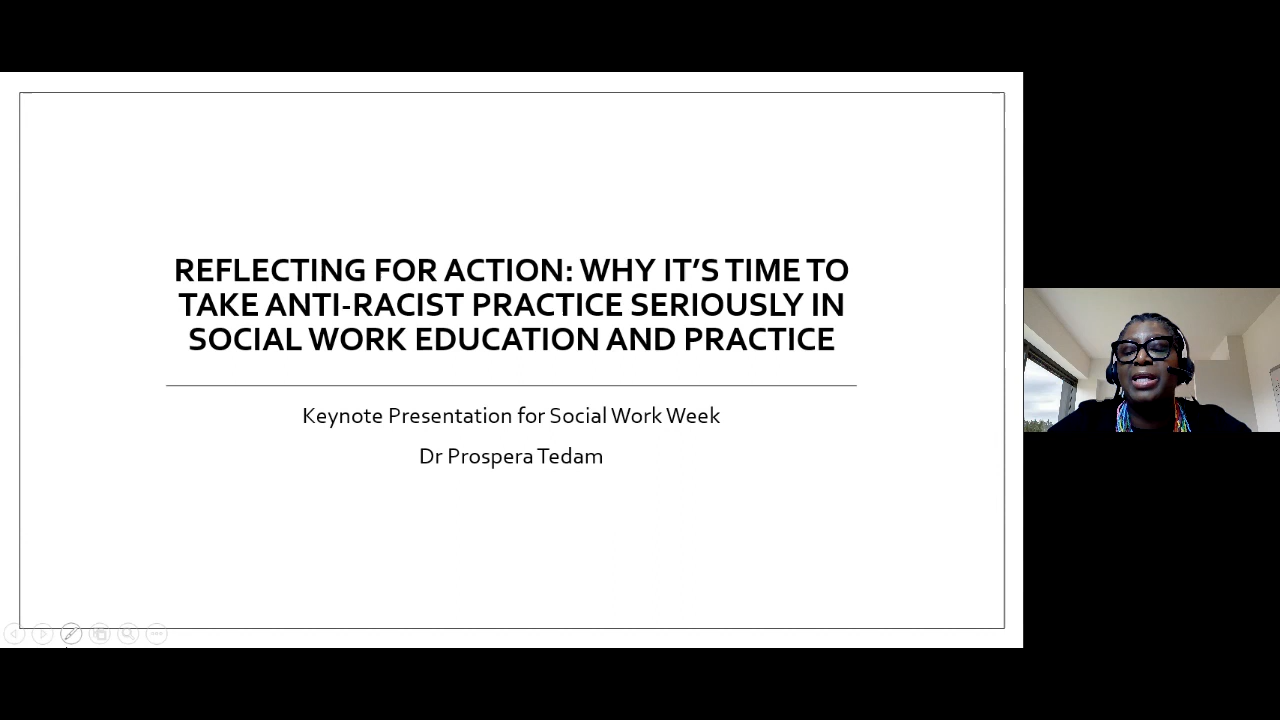 REFLECTING FOR ACTION: WHY IT’S TIME TO
TAKE ANTI-RACIST PRACTICE SERIOUSLY IN
SOCIAL WORK EDUCATION AND PRACTICE
Keynote Presentation for Social Work Week
Dr Prospera Tedam